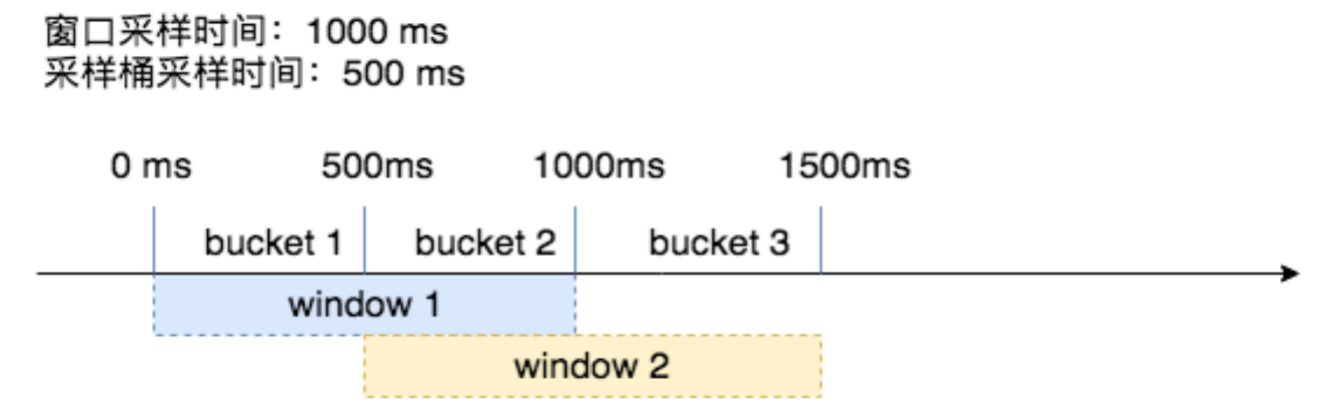 窗口采样时间：1000 ms
采样桶采样时间：500 ms
0 ms 500ms 1000ms 1500ms
bucket 1 bucket 2 bucket 3
window 1
window 2